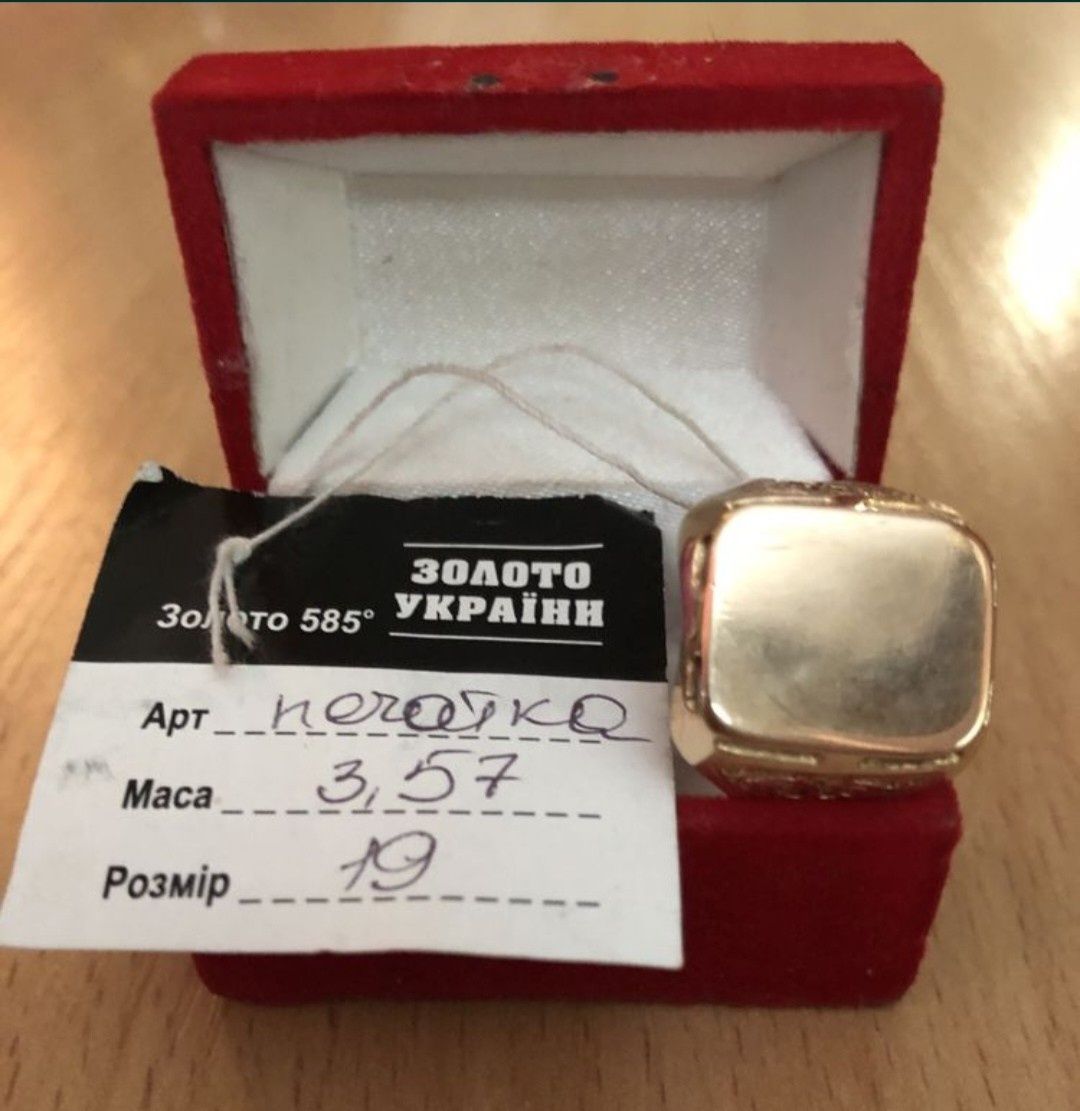 Золото 585°
ЗОЛОТО
УКРАЇНИ
Арт печатка
Маса 3,57
Розмір 19